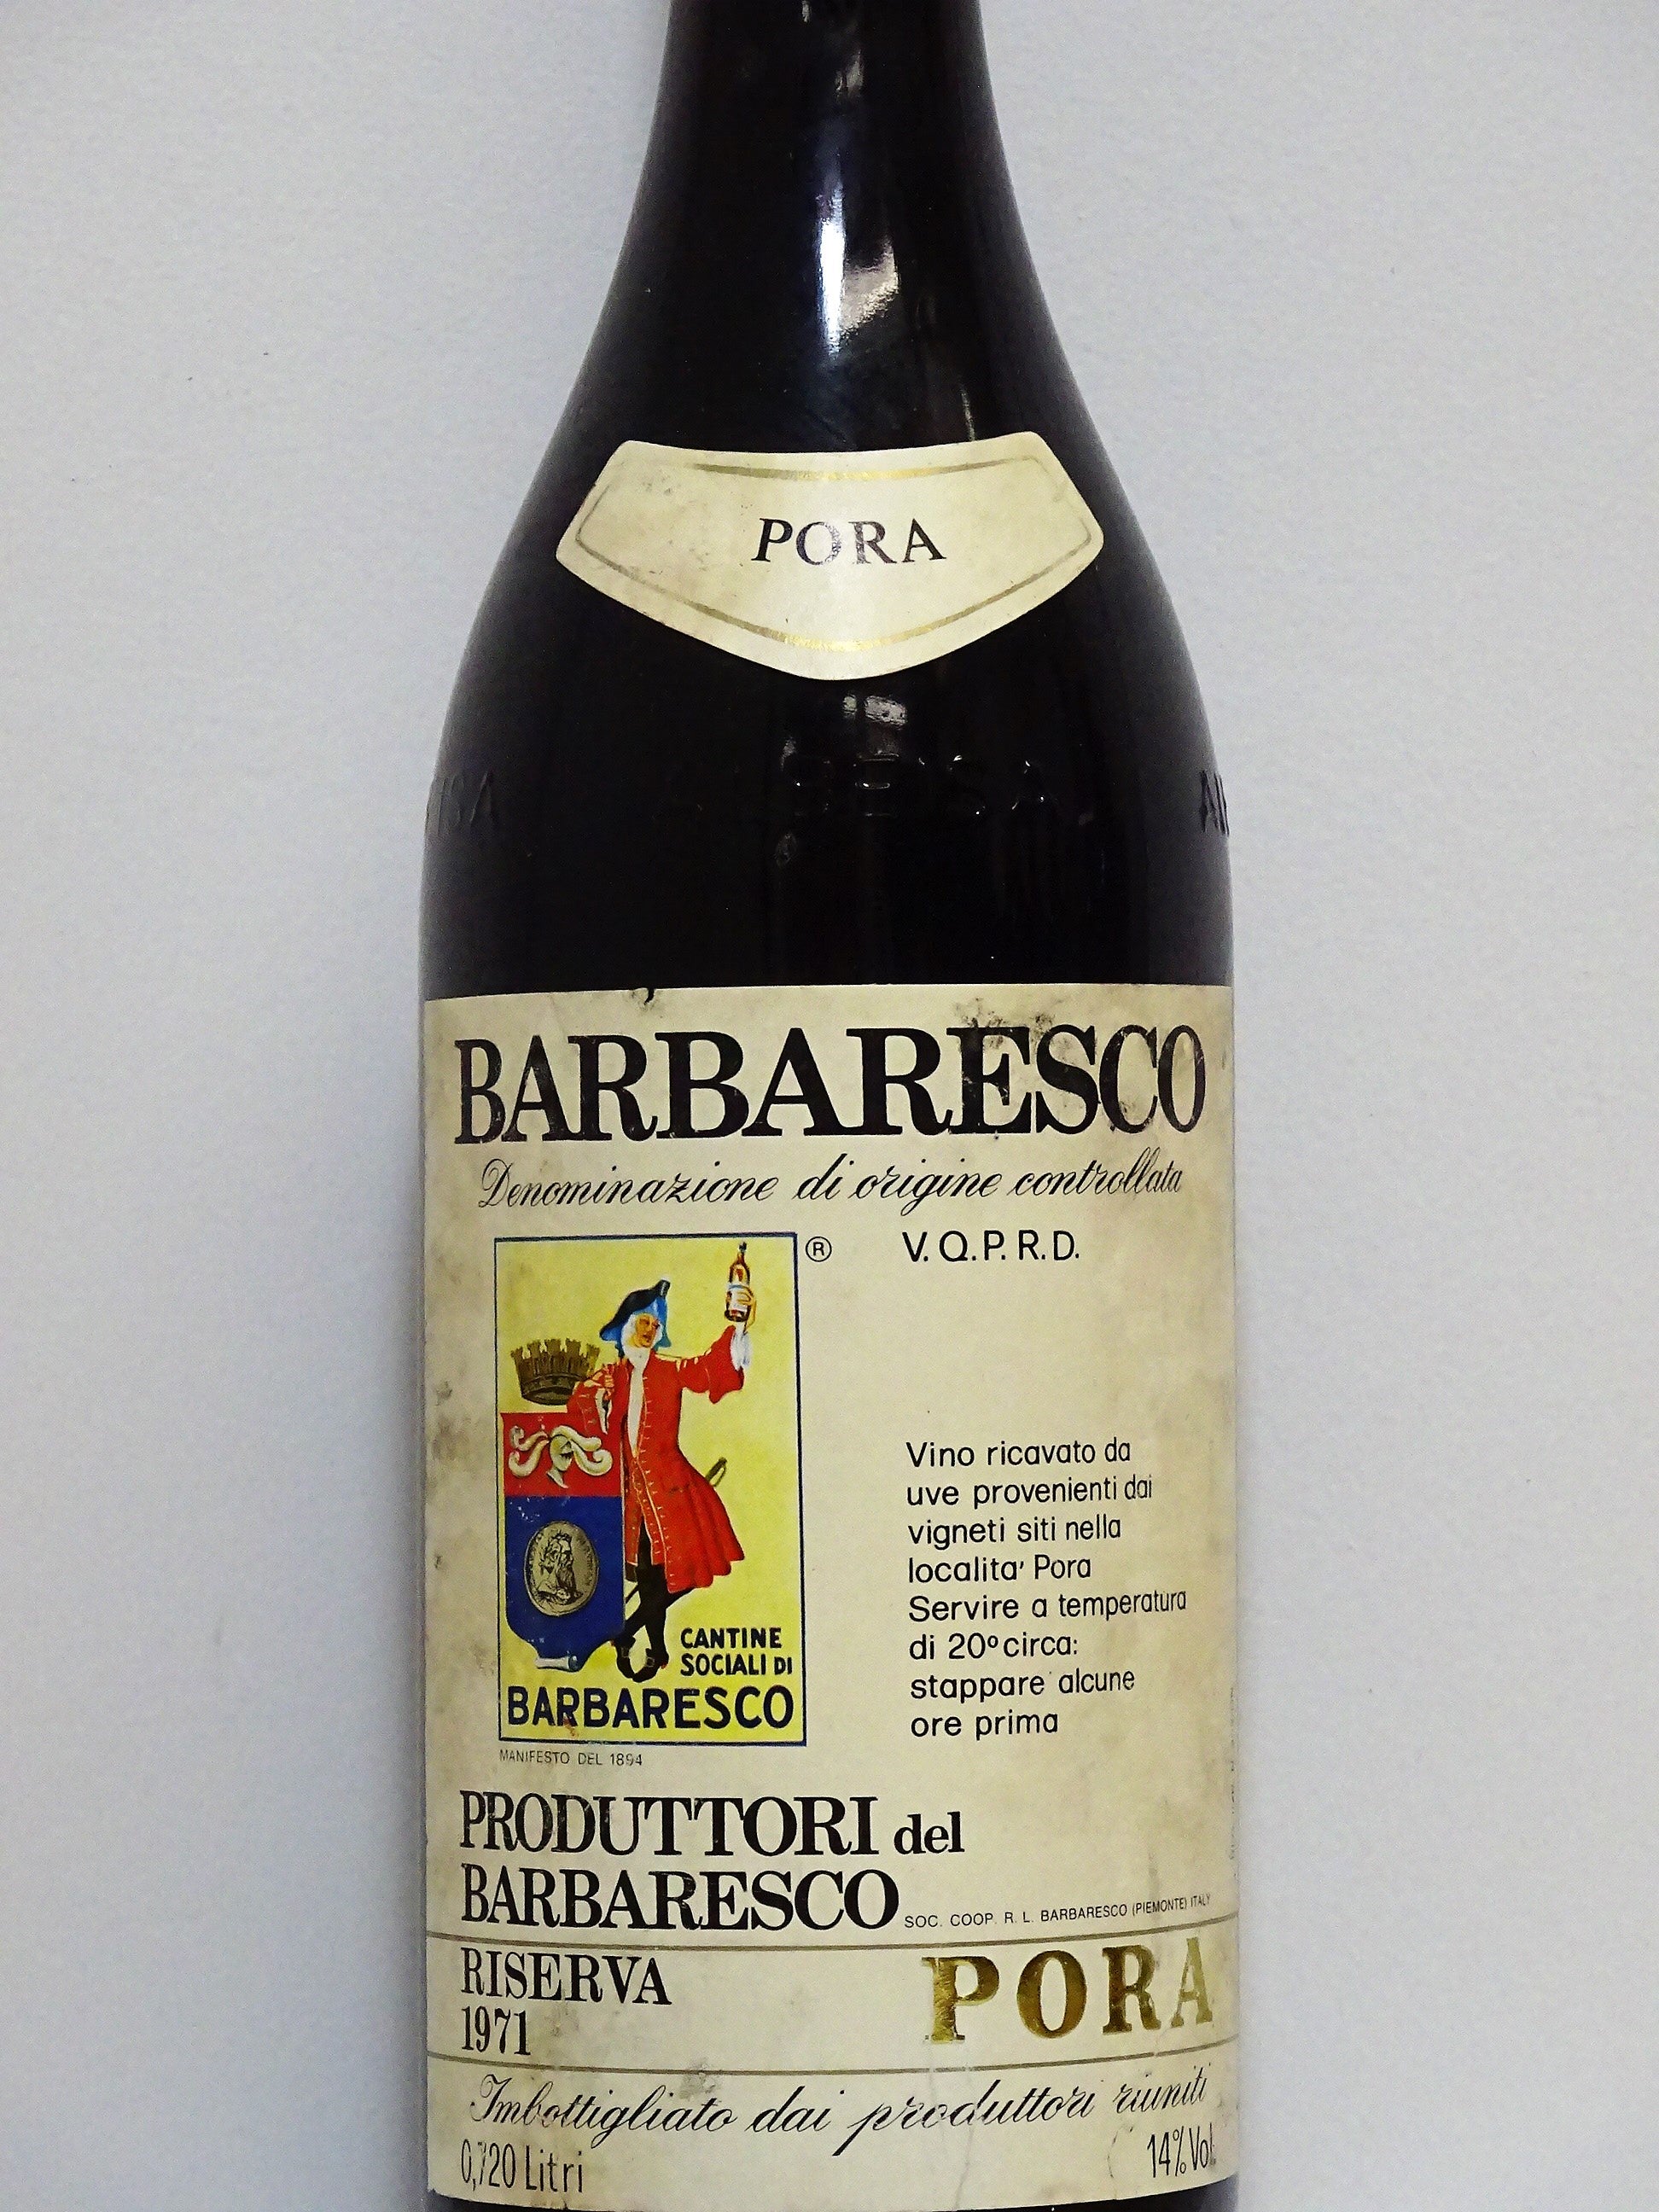 PORA
BARBARESCO
Denominazione di origine controllata
® V.Q.P.R.D.
Vino ricavato da
uve provenienti dai
vigneti siti nella
localita' Pora
Servire a temperatura
di 20° circa:
stappare alcune
ore prima
CANTINE
SOCIALI DI
BARBARESCO
MANIFESTO DEL 1894
PRODUTTORI del
BARBARESCO SOC. COOP. R. L. BARBARESCO (PIEMONTE) ITALY
RISERVA
1971
PORA
Imbottigliato dai produttori riuniti
0,720 Litri
14% Vol.